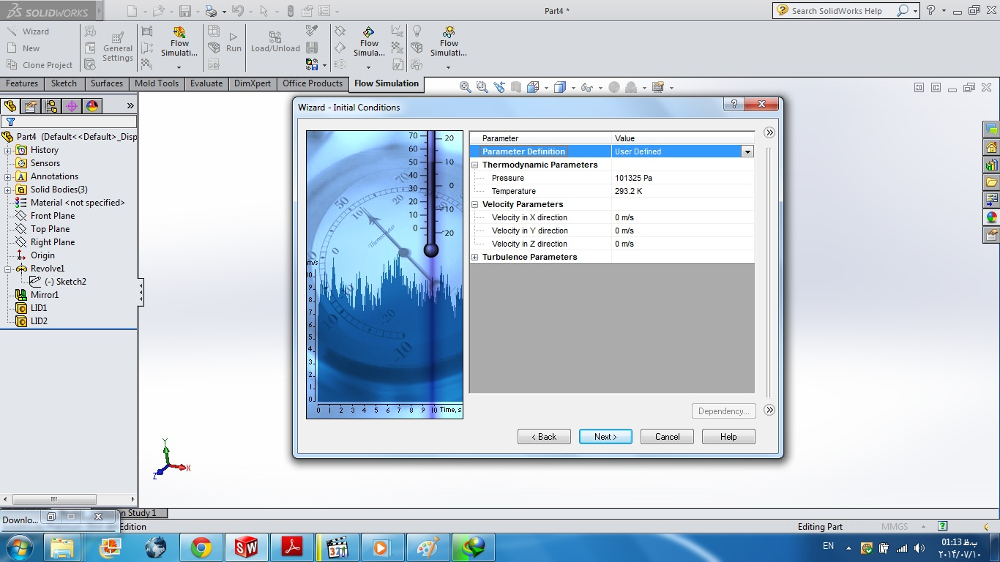 SOLIDWORKS
Part4 *
Search SolidWorks Help
Wizard
New
Clone Project
General Settings
Flow Simulati...
Run
Load/Unload
Flow Simula...
Flow Simulati...
Features
Sketch
Surfaces
Mold Tools
Evaluate
DimXpert
Office Products
Flow Simulation
Part4 (Default<<Default>_Disp
History
Sensors
Annotations
Solid Bodies(3)
Material <not specified>
Front Plane
Top Plane
Right Plane
Origin
Revolve1
(-) Sketch2
Mirror1
LID1
LID2
Wizard - Initial Conditions
70 20
60
50 10
40
30 0
20
10 -10
0
-20
Thermometer
m/s
10
9
8
7
6
5
4
3
2
1
0
0 1 2 3 4 5 6 7 8 9 10 Time, s
Parameter Value
Parameter Definition User Defined
Thermodynamic Parameters
Pressure 101325 Pa
Temperature 293.2 K
Velocity Parameters
Velocity in X direction 0 m/s
Velocity in Y direction 0 m/s
Velocity in Z direction 0 m/s
Turbulence Parameters
Dependency...
< Back
Next >
Cancel
Help
Y
X
Z
n Study 1
Downlo...
Edition
Editing Part
MMGS
SW
321
EN
01:13 ب.ظ
۲۰۱۴/۰۷/۱۰